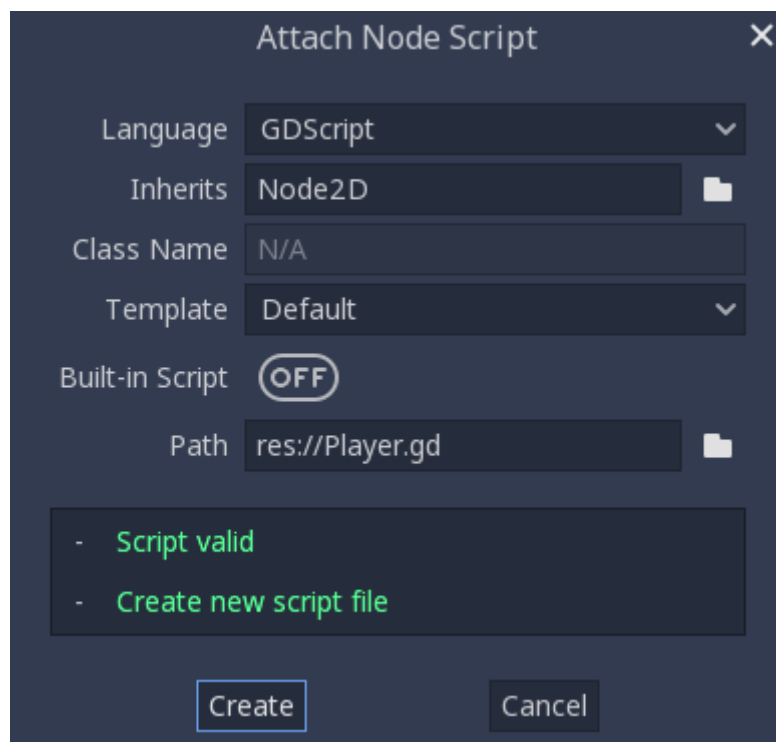 Attach Node Script
Language GDScript
Inherits Node2D
Class Name N/A
Template Default
Built-in Script OFF
Path res://Player.gd
- Script valid
- Create new script file
Create Cancel